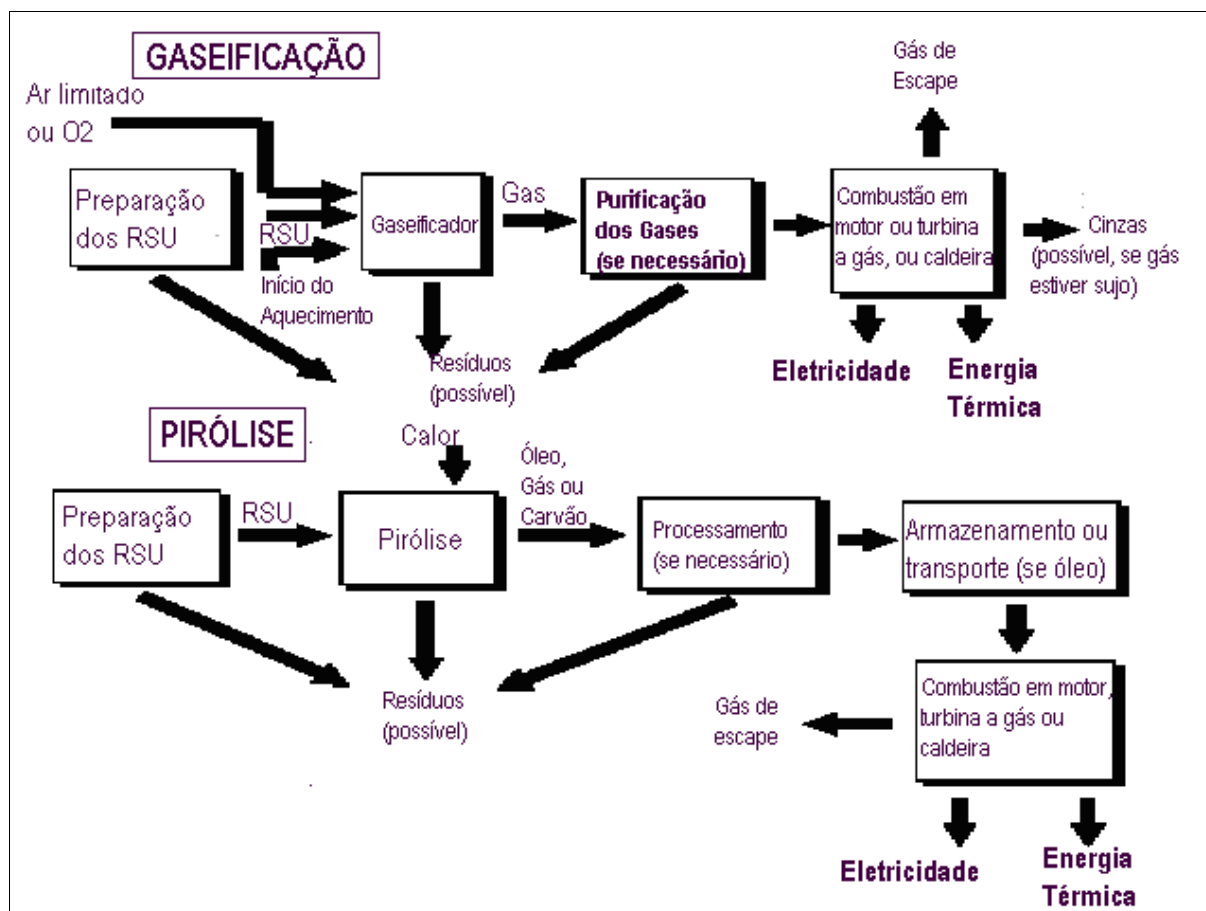 GASEIFICAÇÃO
Ar limitado
ou O2
Preparação
dos RSU
RSU
Início do
Aquecimento
Gaseificador
Gas
Purificação
dos Gases
(se necessário)
Gás de
Escape
Combustão em
motor ou turbina
a gás, ou caldeira
Cinzas
(possível, se gás
estiver sujo)
Resíduos
(possível)
Eletricidade
Energia
Térmica
PIRÓLISE
Calor
Preparação
dos RSU
RSU
Pirólise
Óleo,
Gás ou
Carvão
Processamento
(se necessário)
Armazenamento ou
transporte (se óleo)
Resíduos
(possível)
Gás de
escape
Combustão em motor,
turbina a gás ou
caldeira
Eletricidade
Energia
Térmica